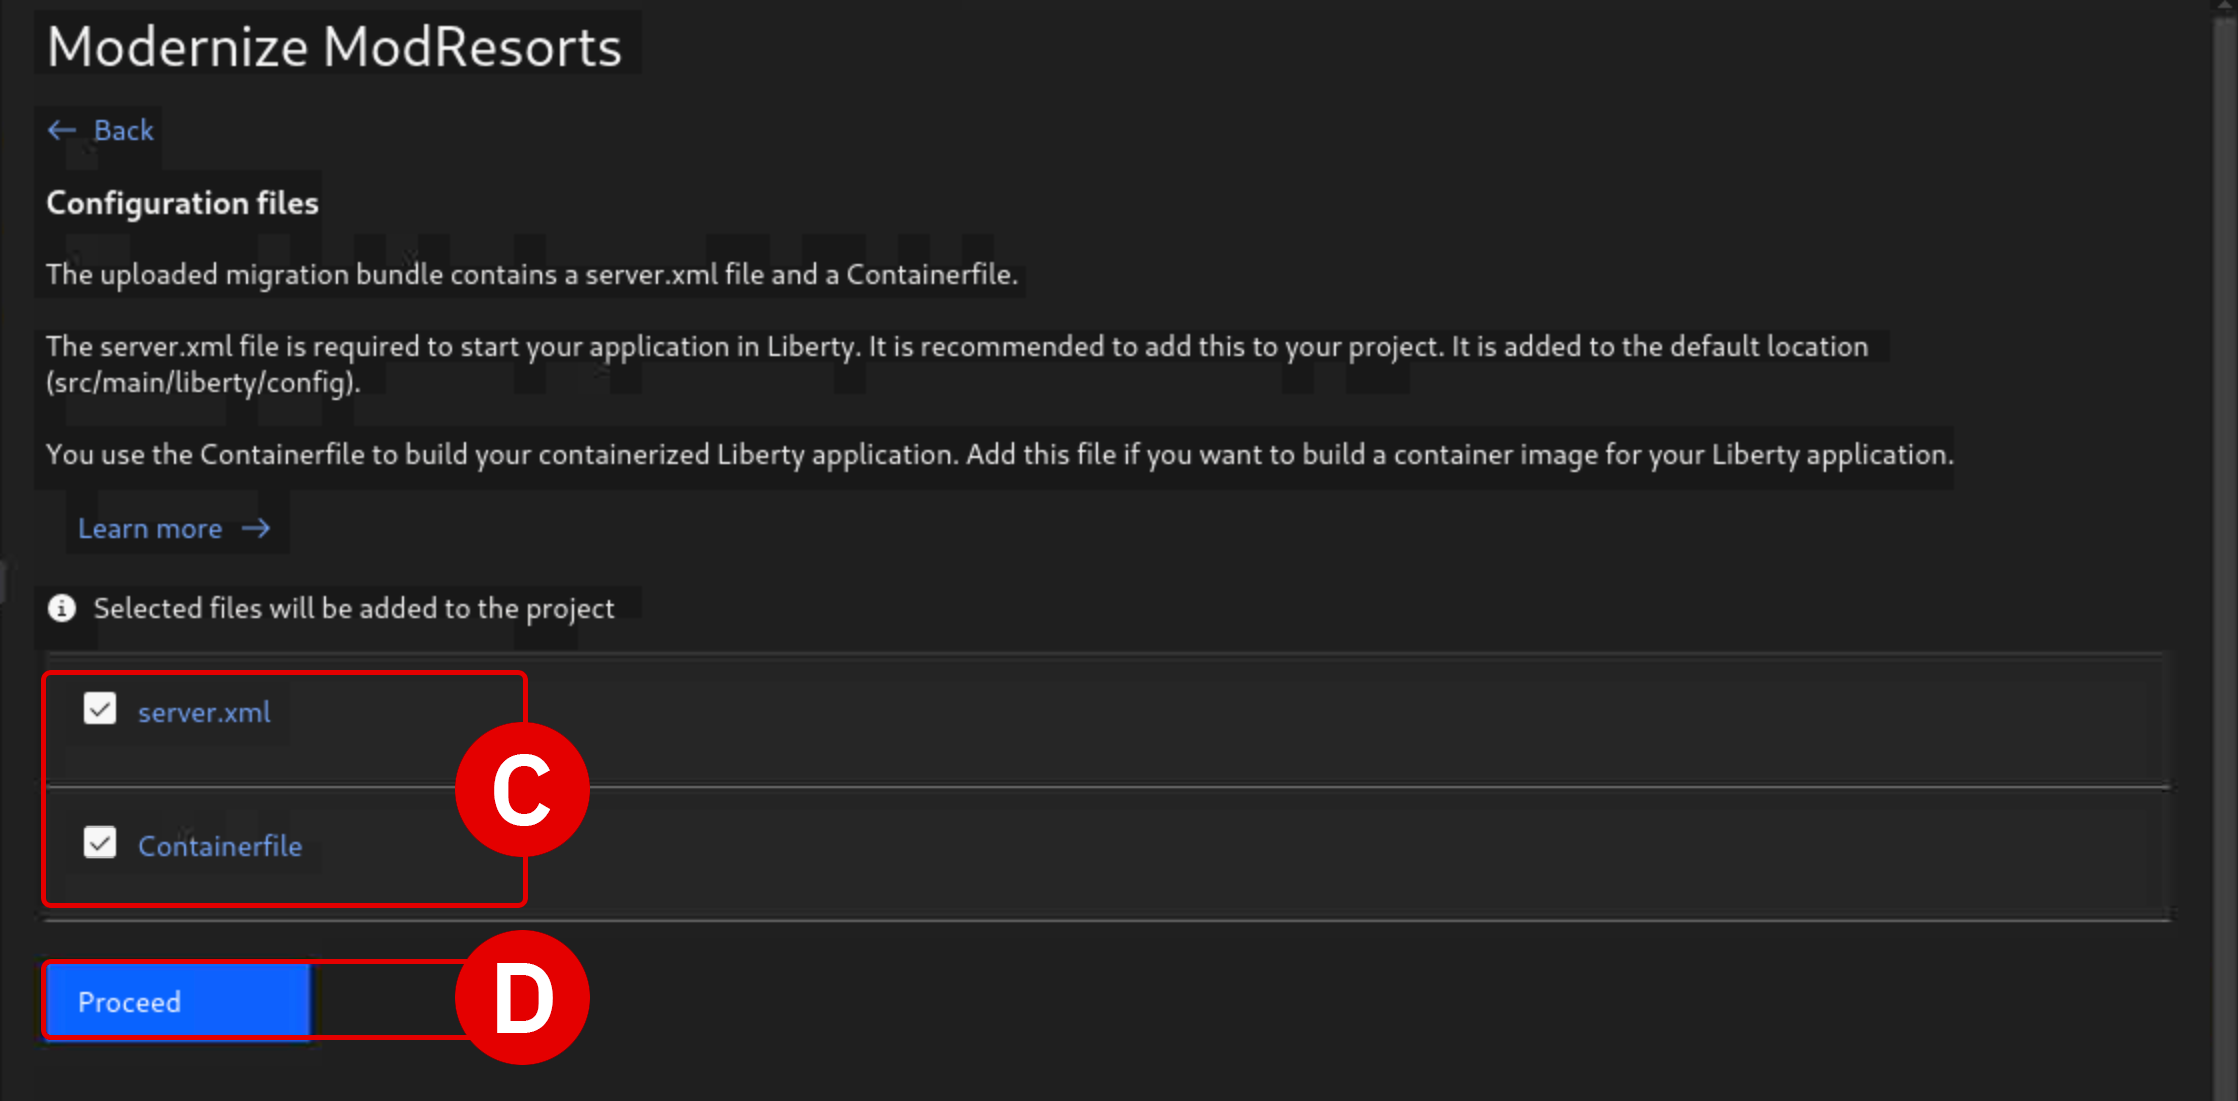 Modernize ModResorts
← Back
Configuration files
The uploaded migration bundle contains a server.xml file and a Containerfile.
The server.xml file is required to start your application in Liberty. It is recommended to add this to your project. It is added to the default location
(src/main/liberty/config).
You use the Containerfile to build your containerized Liberty application. Add this file if you want to build a container image for your Liberty application.
Learn more →
Selected files will be added to the project
server.xml
C
Containerfile
Proceed
D